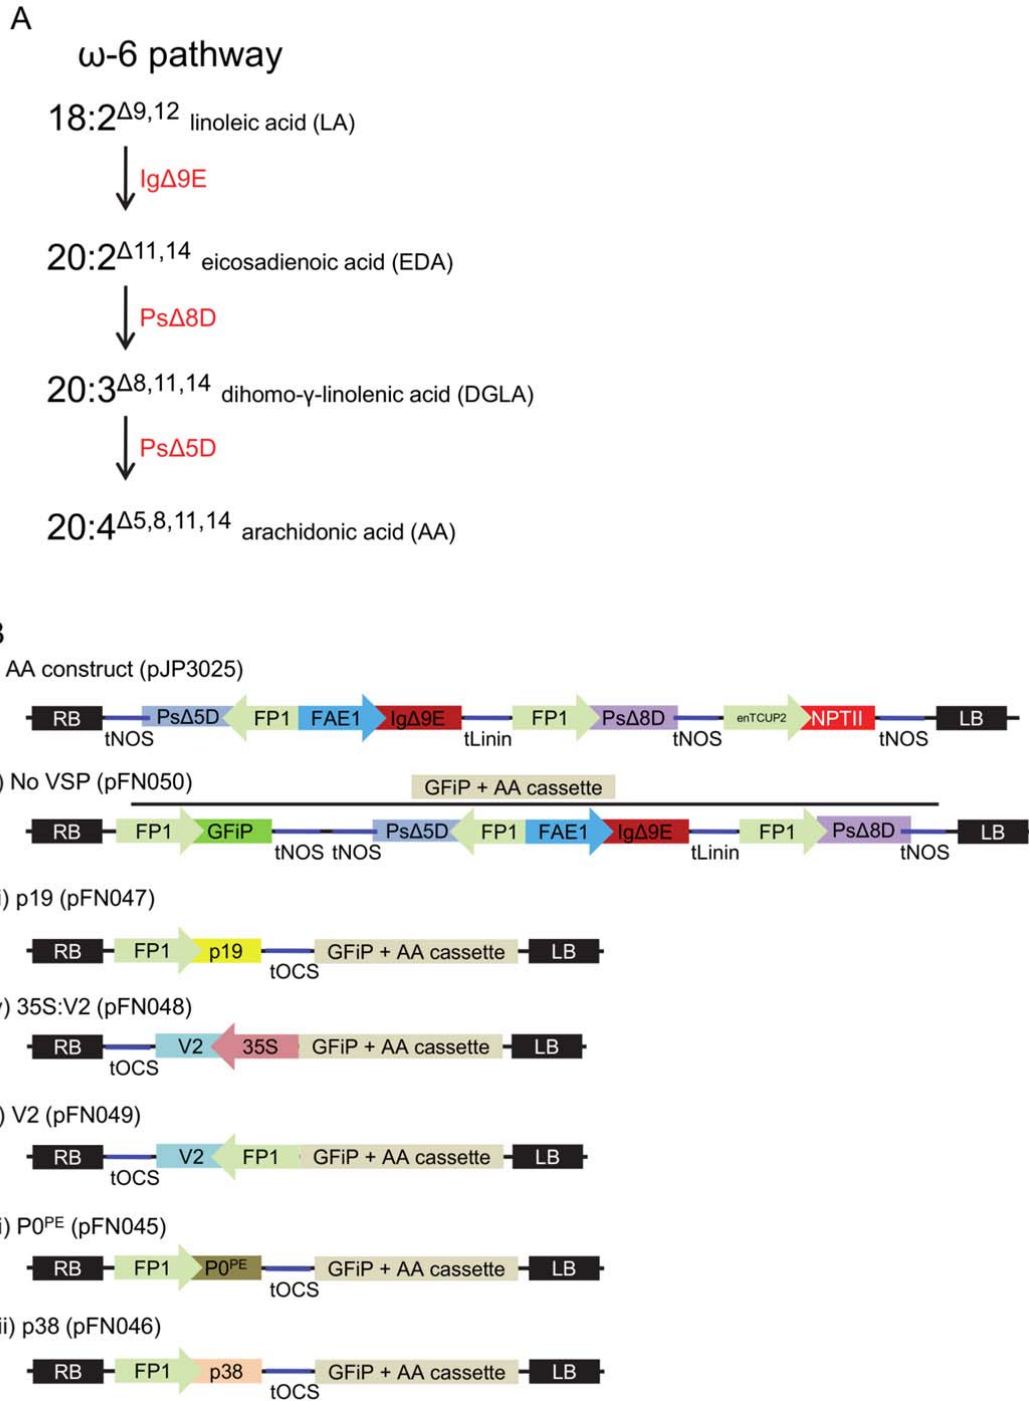 A
ω-6 pathway
18:2Δ9,12 linoleic acid (LA)
IgΔ9E
20:2Δ11,14 eicosadienoic acid (EDA)
PsΔ8D
20:3Δ8,11,14 dihomo-γ-linolenic acid (DGLA)
PsΔ5D
20:4Δ5,8,11,14 arachidonic acid (AA)
AA construct (pJP3025)
RB PsΔ5D FP1 FAE1 IgΔ9E FP1 PsΔ8D enTCUP2 NPTII LB
tNOS tLinin tNOS tNOS
) No VSP (pFN050)
GFiP + AA cassette
RB FP1 GFiP PsΔ5D FP1 FAE1 IgΔ9E FP1 PsΔ8D LB
tNOS tNOS tLinin tNOS
i) p19 (pFN047)
RB FP1 p19 GFiP + AA cassette LB
tOCS
v) 35S:V2 (pFN048)
RB V2 35S GFiP + AA cassette LB
tOCS
) V2 (pFN049)
RB V2 FP1 GFiP + AA cassette LB
tOCS
i) P0PE (pFN045)
RB FP1 P0PE GFiP + AA cassette LB
tOCS
ii) p38 (pFN046)
RB FP1 p38 GFiP + AA cassette LB
tOCS